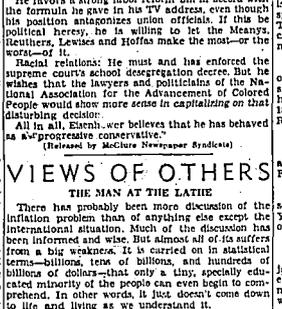 He favors a strong labor reform bill in accord with
the formula he gave in his TV address, even though
his position antagonizes union officials. If this be
political heresy, he is willing to let the Meanys,
Reuthers, Lewises and Hoffas make the most—or the
worst—of it.
Racial relations: He must and has enforced the
supreme court's school desegregation decree. But he
wishes that the lawyers and politicians of the Na-
tional Association for the Advancement of Colored
People would show more sense in capitalizing on that
disturbing decision.
All in all, Eisenhower believes that he has behaved
as a "progressive conservative."
(Released by McClure Newspaper Syndicate)
VIEWS OF OTHERS
THE MAN AT THE LATHE
There has probably been more discussion of the
inflation problem than of anything else except the
international situation. Much of the discussion has
been informed and wise. But almost all of its suffers
from a big weakness. It is carried on in statistical
terms—billions, tens of billions, and hundreds of
billions of dollars—that only a tiny, specially edu-
cated minority of the people can even begin to com-
prehend. In other words, it just doesn't come down
to life and living as we understand it.